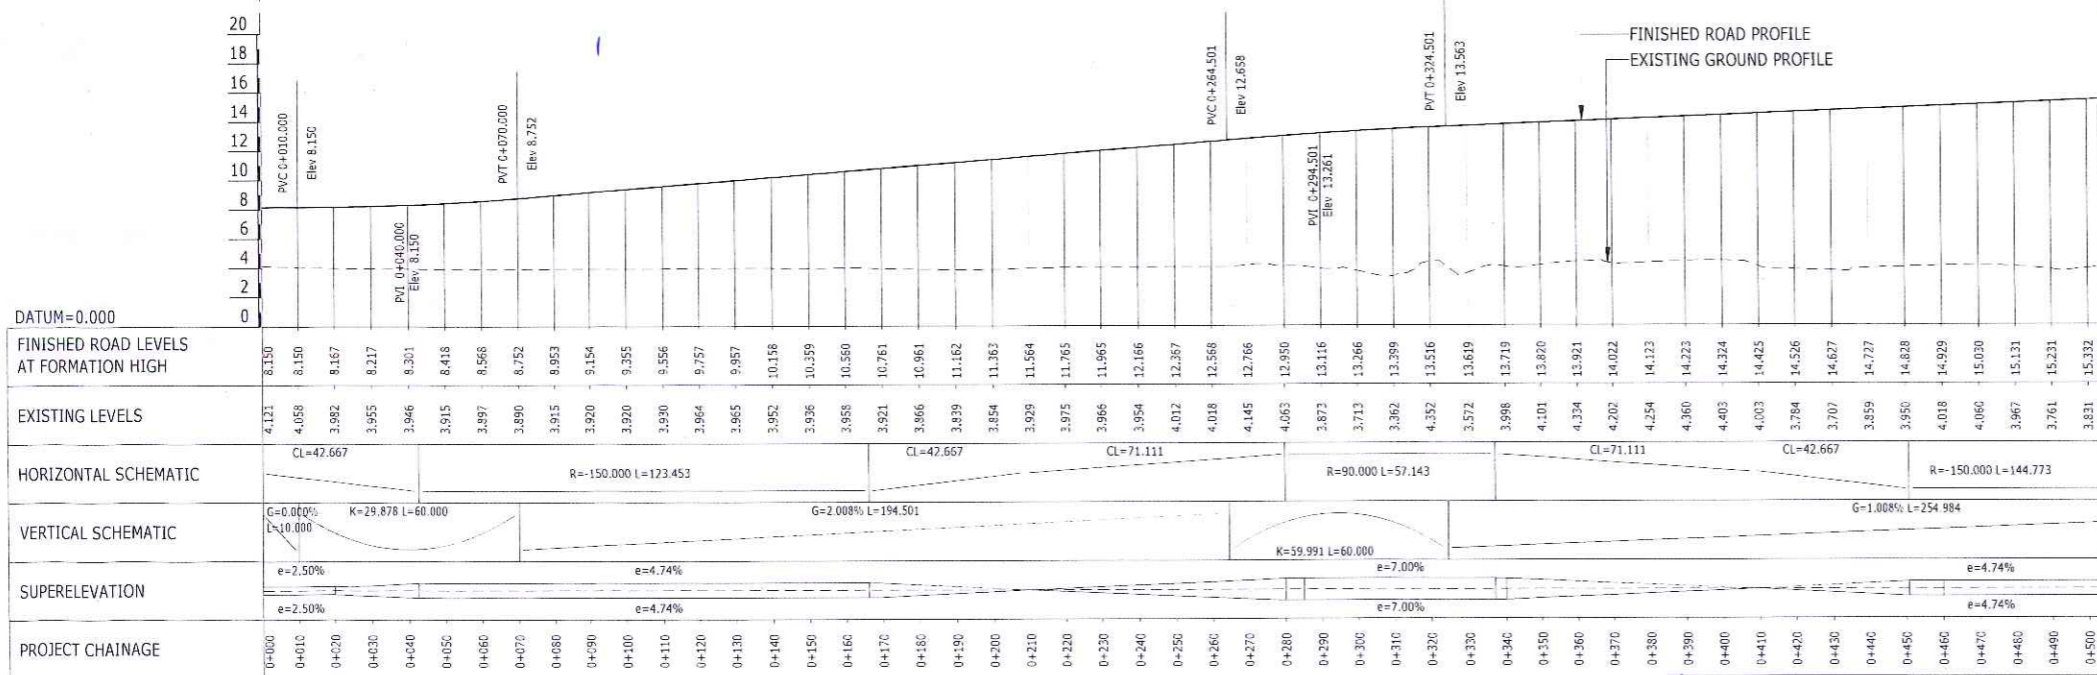 20
18
16
14
12
10
8
6
4
2
0
DATUM=0.000
PVC 0+010.000
Elev 8.150
PVI 0+040.000
Elev 8.150
PVT 0+070.000
Elev 8.752
PVC 0+264.501
Elev 12.658
PVI 0+294.501
Elev 13.261
PVT 0+324.501
Elev 13.563
FINISHED ROAD PROFILE
EXISTING GROUND PROFILE
FINISHED ROAD LEVELS
AT FORMATION HIGH
8.150 8.150 8.167 8.217 9.301 8.418 8.568 8.752 8.953 9.154 9.355 9.556 9.757 9.957 10.158 10.359 10.560 10.761 10.961 11.162 11.363 11.564 11.765 11.965 12.166 12.367 12.568 12.766 12.950 13.116 13.266 13.399 13.516 13.619 13.719 13.820 13.921 14.022 14.123 14.223 14.324 14.425 14.526 14.627 14.727 14.828 14.929 15.030 15.131 15.231 15.332
EXISTING LEVELS
4.121 4.058 3.982 3.955 3.946 3.915 3.897 3.890 3.915 3.920 3.920 3.930 3.964 3.965 3.952 3.936 3.958 3.921 3.866 3.839 3.854 3.929 3.975 3.966 3.954 4.012 4.018 4.145 4.063 3.873 3.713 3.362 4.352 3.572 3.998 4.101 4.334 4.202 4.254 4.360 4.403 4.003 3.784 3.707 3.859 3.950 4.018 4.060 3.967 3.761 3.831
HORIZONTAL SCHEMATIC
CL=42.667
R=-150.000 L=123.453
CL=42.667
CL=71.111
R=90.000 L=57.143
CL=71.111
CL=42.667
R=-150.000 L=144.773
VERTICAL SCHEMATIC
G=0.000%
L=10.000
K=29.878 L=60.000
G=2.008% L=194.501
K=59.991 L=60.000
G=1.008% L=254.984
SUPERELEVATION
e=2.50%
e=4.74%
e=7.00%
e=4.74%
e=2.50%
e=4.74%
e=7.00%
e=4.74%
PROJECT CHAINAGE
0+000 0+010 0+020 0+030 0+040 0+050 0+060 0+070 0+080 0+090 0+100 0+110 0+120 0+130 0+140 0+150 0+160 0+170 0+180 0+190 0+200 0+210 0+220 0+230 0+240 0+250 0+260 0+270 0+280 0+290 0+300 0+310 0+320 0+330 0+340 0+350 0+360 0+370 0+380 0+390 0+400 0+410 0+420 0+430 0+440 0+450 0+460 0+470 0+480 0+490 0+500